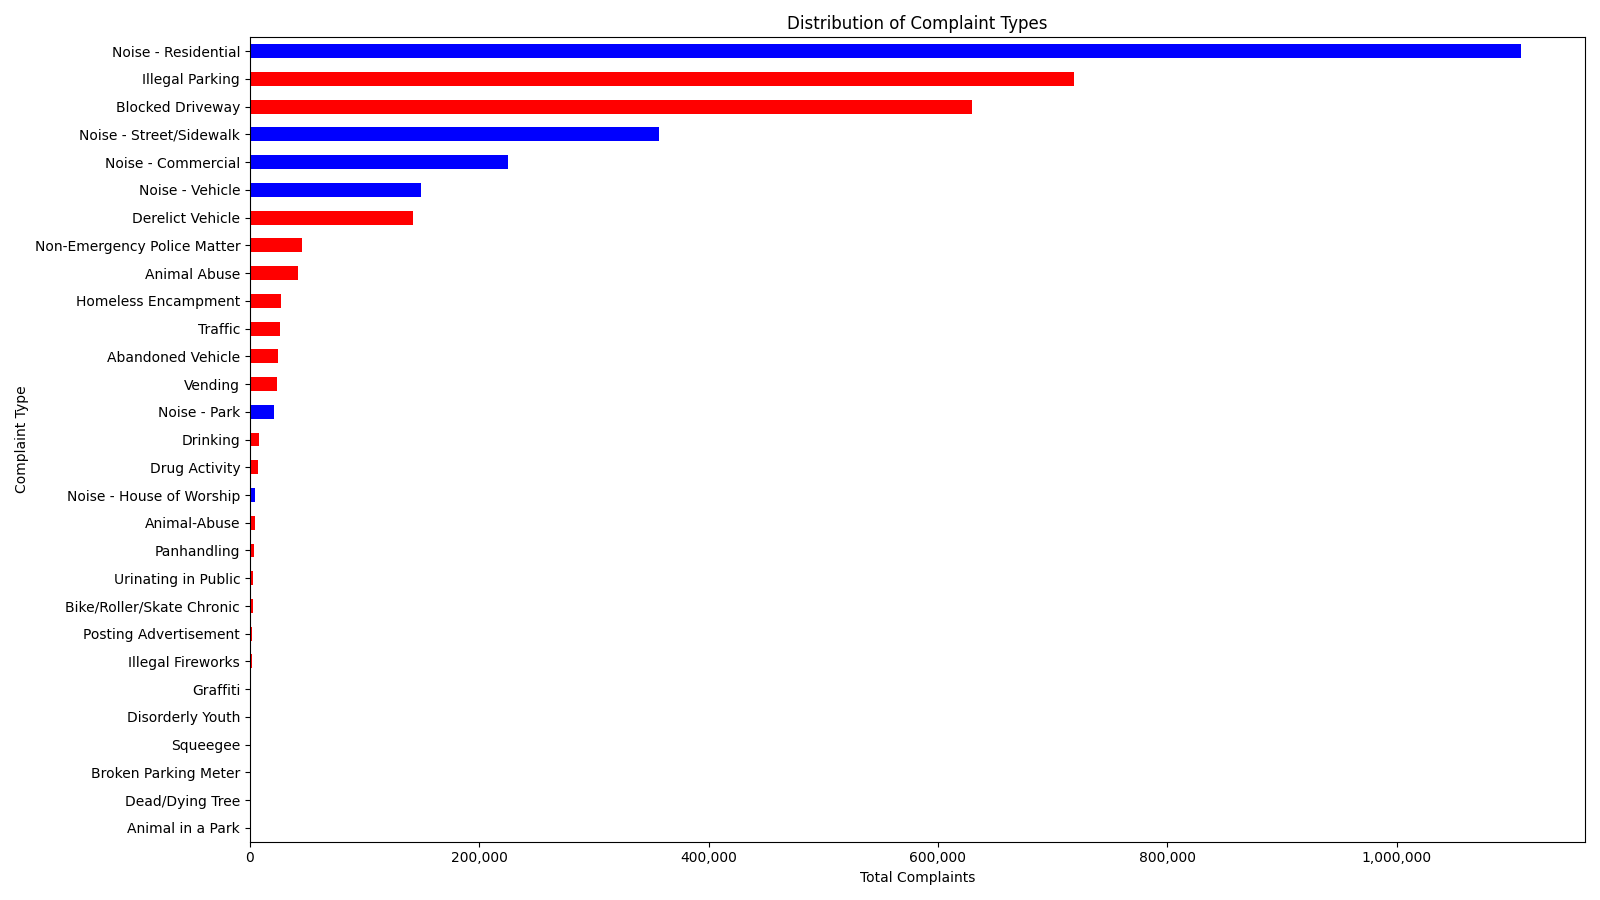 Distribution of Complaint Types
Noise - Residential
Illegal Parking
Blocked Driveway
Noise - Street/Sidewalk
Noise - Commercial
Noise - Vehicle
Derelict Vehicle
Non-Emergency Police Matter
Animal Abuse
Homeless Encampment
Traffic
Abandoned Vehicle
Vending
Noise - Park
Drinking
Drug Activity
Noise - House of Worship
Animal-Abuse
Panhandling
Urinating in Public
Bike/Roller/Skate Chronic
Posting Advertisement
Illegal Fireworks
Graffiti
Disorderly Youth
Squeegee
Broken Parking Meter
Dead/Dying Tree
Animal in a Park
Complaint Type
0 200,000 400,000 600,000 800,000 1,000,000
Total Complaints